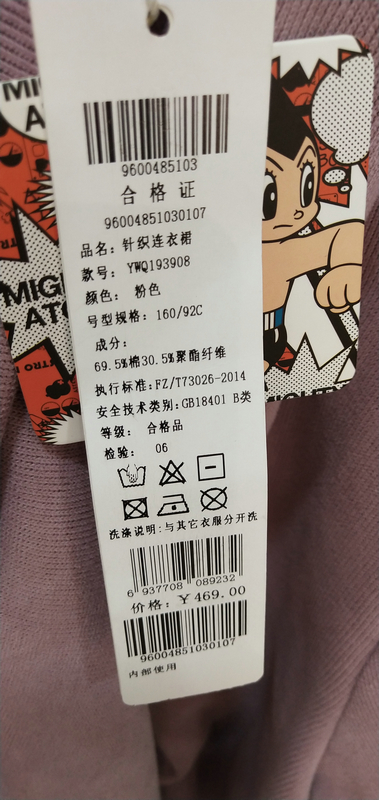 9600485103
合格证
96004851030107
品名：针织连衣裙
款号：YWQ193908
颜色：粉色
号型规格：160/92C
成分：
69.5%棉30.5%聚酯纤维
执行标准：FZ/T73026-2014
安全技术类别：GB18401 B类
等级：合格品
检验：06
洗涤说明：与其它衣服分开洗
6 937708 089232
价格：￥469.00
96004851030107
内部使用
MIGHTY